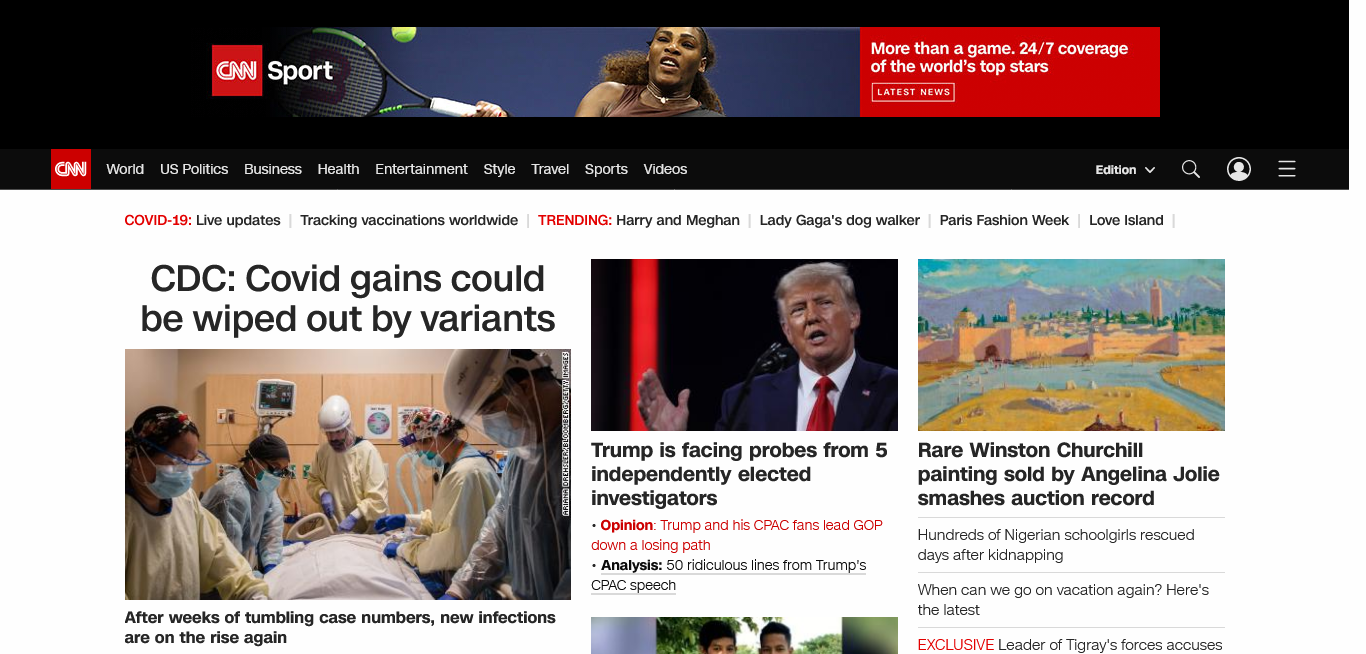 CNN Sport
More than a game. 24/7 coverage
of the world's top stars
LATEST NEWS
CNN World US Politics Business Health Entertainment Style Travel Sports Videos Edition
COVID-19: Live updates | Tracking vaccinations worldwide | TRENDING: Harry and Meghan | Lady Gaga's dog walker | Paris Fashion Week | Love Island |
CDC: Covid gains could
be wiped out by variants
ARIANA DREHSLER/BLOOMBERG/GETTY IMAGES
After weeks of tumbling case numbers, new infections
are on the rise again
Trump is facing probes from 5
independently elected
investigators
• Opinion: Trump and his CPAC fans lead GOP
down a losing path
• Analysis: 50 ridiculous lines from Trump's
CPAC speech
Rare Winston Churchill
painting sold by Angelina Jolie
smashes auction record
Hundreds of Nigerian schoolgirls rescued
days after kidnapping
When can we go on vacation again? Here's
the latest
EXCLUSIVE Leader of Tigray's forces accuses